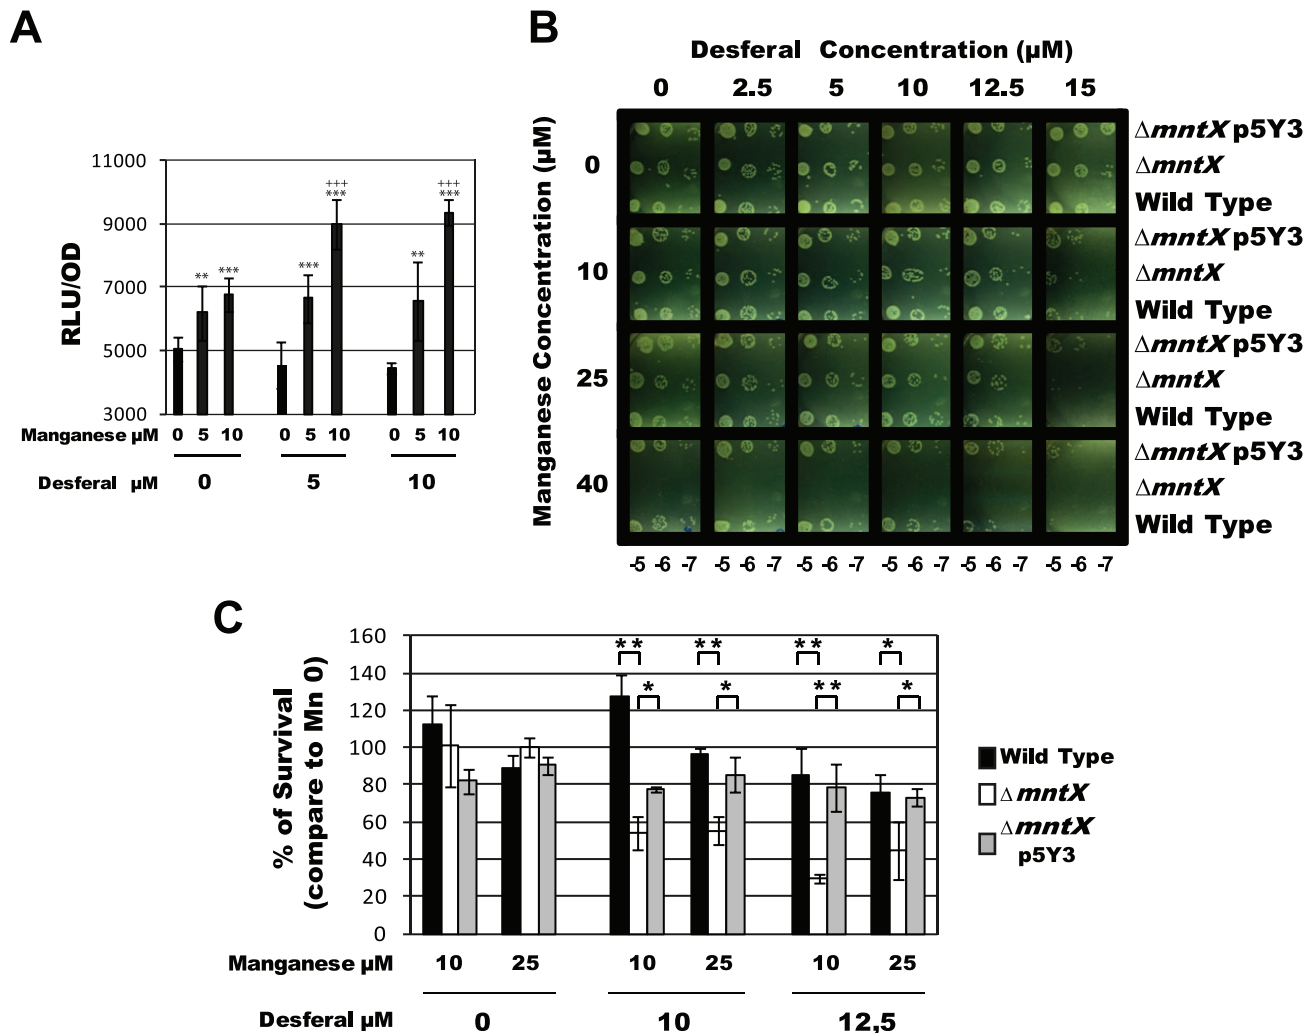 A
11000
9000
7000
5000
3000
RLU/OD
** ***
*** +++ ***
** +++ ***
Manganese µM 0 5 10 0 5 10 0 5 10
Desferal µM 0 5 10
B
Desferal Concentration (µM)
0 2.5 5 10 12.5 15
Manganese Concentration (µM)
0
ΔmntX p5Y3
ΔmntX
Wild Type
10
ΔmntX p5Y3
ΔmntX
Wild Type
25
ΔmntX p5Y3
ΔmntX
Wild Type
40
ΔmntX p5Y3
ΔmntX
Wild Type
-5 -6 -7 -5 -6 -7 -5 -6 -7 -5 -6 -7 -5 -6 -7 -5 -6 -7
C
% of Survival
(compare to Mn 0)
160
140
120
100
80
60
40
20
0
** ** ** *
* * ** *
Wild Type
ΔmntX
ΔmntX
p5Y3
Manganese µM 10 25 10 25 10 25
Desferal µM 0 10 12,5